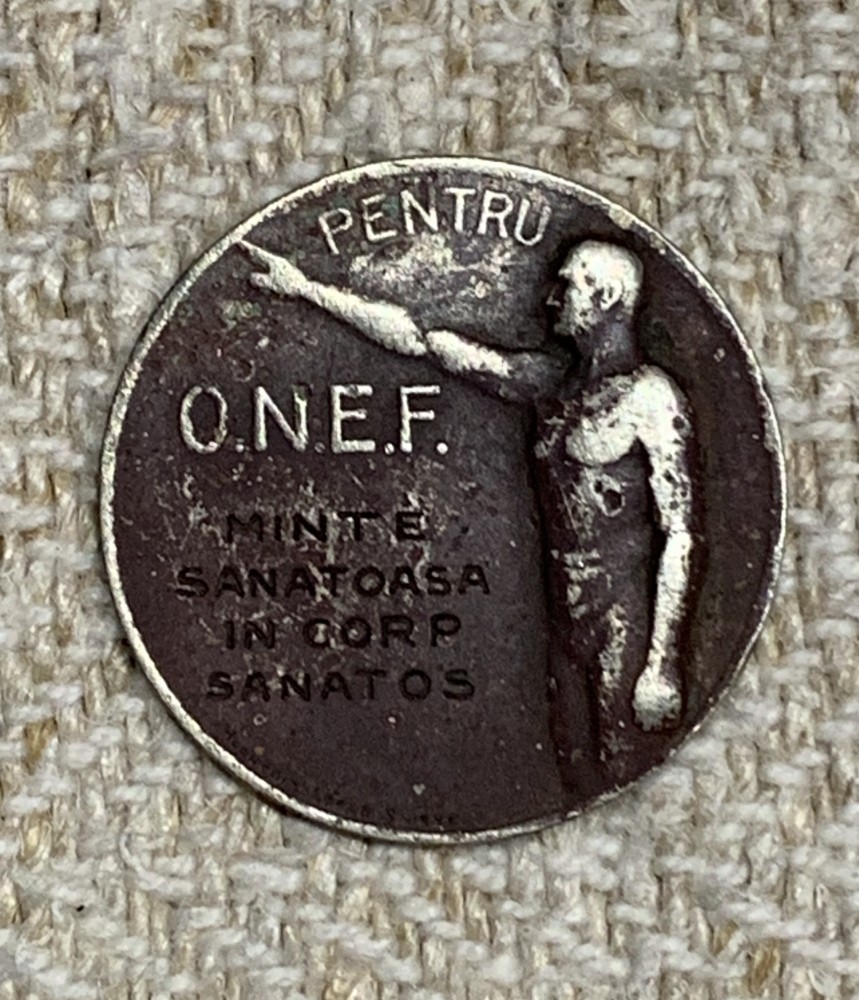 PENTRU
O.N.E.F.
MINTE
SANATOASA
IN CORP
SANATOS